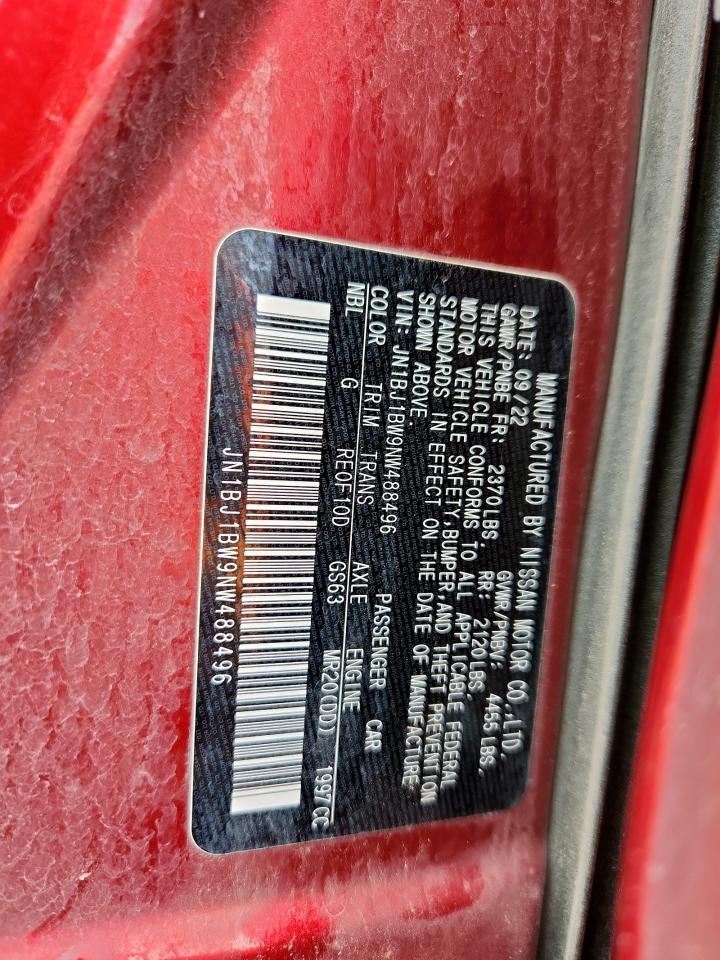 MANUFACTURED BY NISSAN MOTOR CO.,LTD.
DATE: 09/22 GVWR/PNBV: 4455 LBS,
GAWR/PNBE FR: 2370LBS, RR: 2120LBS.
THIS VEHICLE CONFORMS TO ALL APPLICABLE FEDERAL
MOTOR VEHICLE SAFETY,BUMPER,AND THEFT PREVENTION
STANDARDS IN EFFECT ON THE DATE OF MANUFACTURE
SHOWN ABOVE.
VIN: JN1BJ1BW9NW488496 PASSENGER CAR
COLOR TRIM TRANS AXLE ENGINE
NBL G RE0F10D GS63 MR20(DD) 1997CC
JN1BJ1BW9NW488496